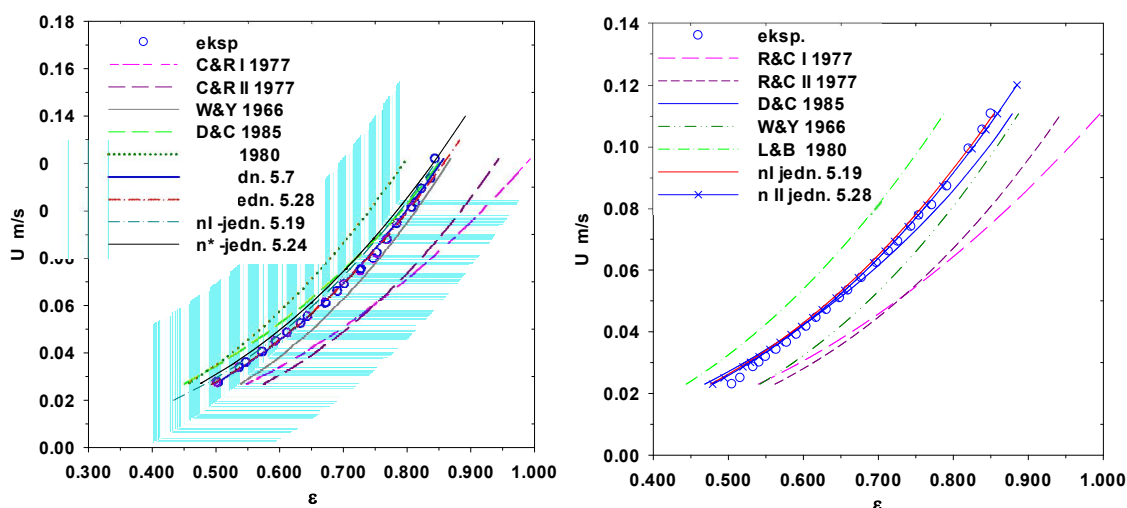 0.18
0.16
0.14
0.12
0
0.06
0.04
0.02
0.00
U m/s
eksp
C&R I 1977
C&R II 1977
W&Y 1966
D&C 1985
1980
dn. 5.7
edn. 5.28
nI -jedn. 5.19
n* -jedn. 5.24
0.300 0.400 0.500 0.600 0.700 0.800 0.900 1.000
ε
0.14
0.12
0.10
0.08
0.06
0.04
0.02
0.00
U m/s
eksp.
R&C I 1977
R&C II 1977
D&C 1985
W&Y 1966
L&B 1980
nI jedn. 5.19
n II jedn. 5.28
0.400 0.500 0.600 0.700 0.800 0.900 1.000
ε